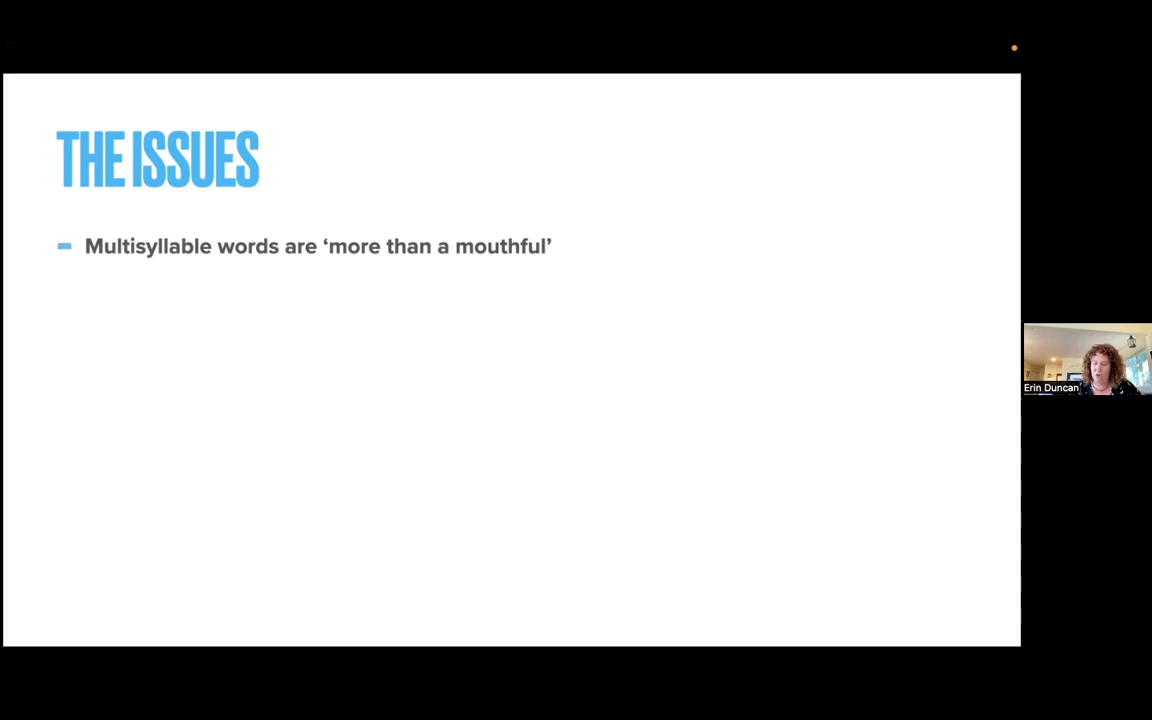 THE ISSUES
Multisyllable words are ‘more than a mouthful’
Erin Duncan